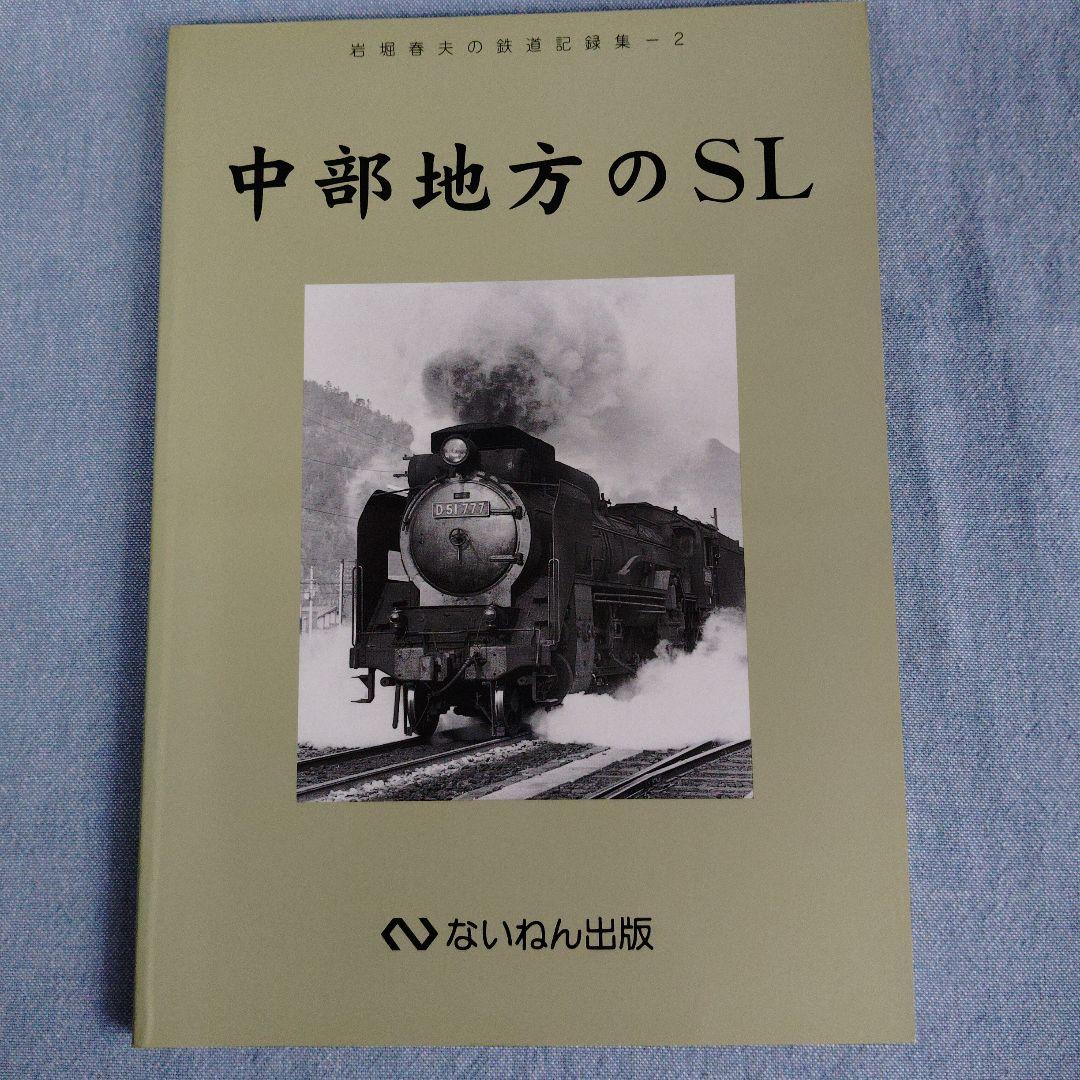 岩堀春夫の鉄道記録集－2
中部地方のSL
D51 777
ないねん出版